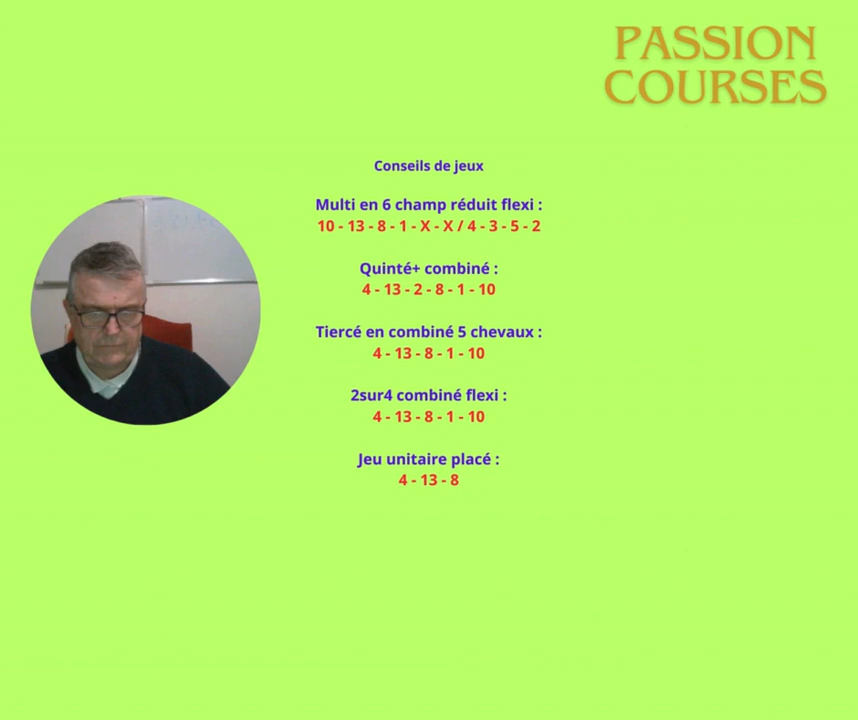 PASSION
COURSES
Conseils de jeux
Multi en 6 champ réduit flexi :
10 - 13 - 8 - 1 - X - X / 4 - 3 - 5 - 2
Quinté+ combiné :
4 - 13 - 2 - 8 - 1 - 10
Tiercé en combiné 5 chevaux :
4 - 13 - 8 - 1 - 10
2sur4 combiné flexi :
4 - 13 - 8 - 1 - 10
Jeu unitaire placé :
4 - 13 - 8